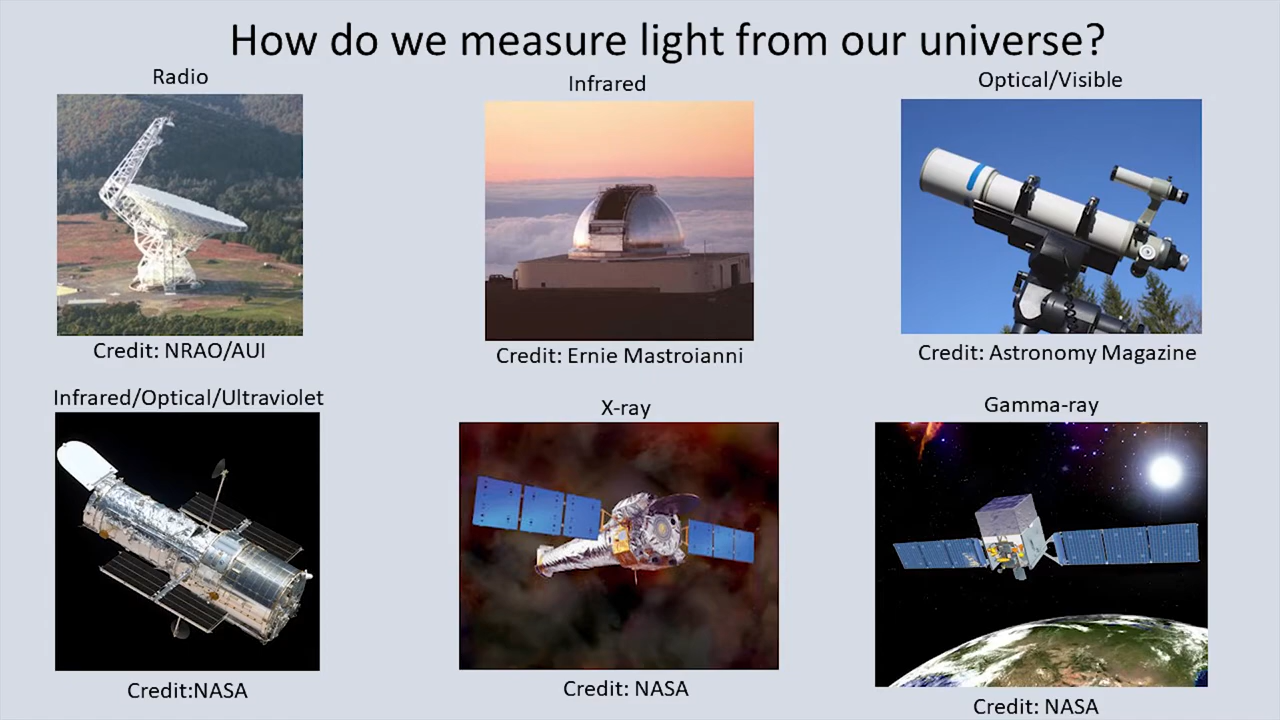 How do we measure light from our universe?
Radio
Infrared
Optical/Visible
Credit: NRAO/AUI
Credit: Ernie Mastroianni
Credit: Astronomy Magazine
Infrared/Optical/Ultraviolet
X-ray
Gamma-ray
Credit:NASA
Credit: NASA
Credit: NASA